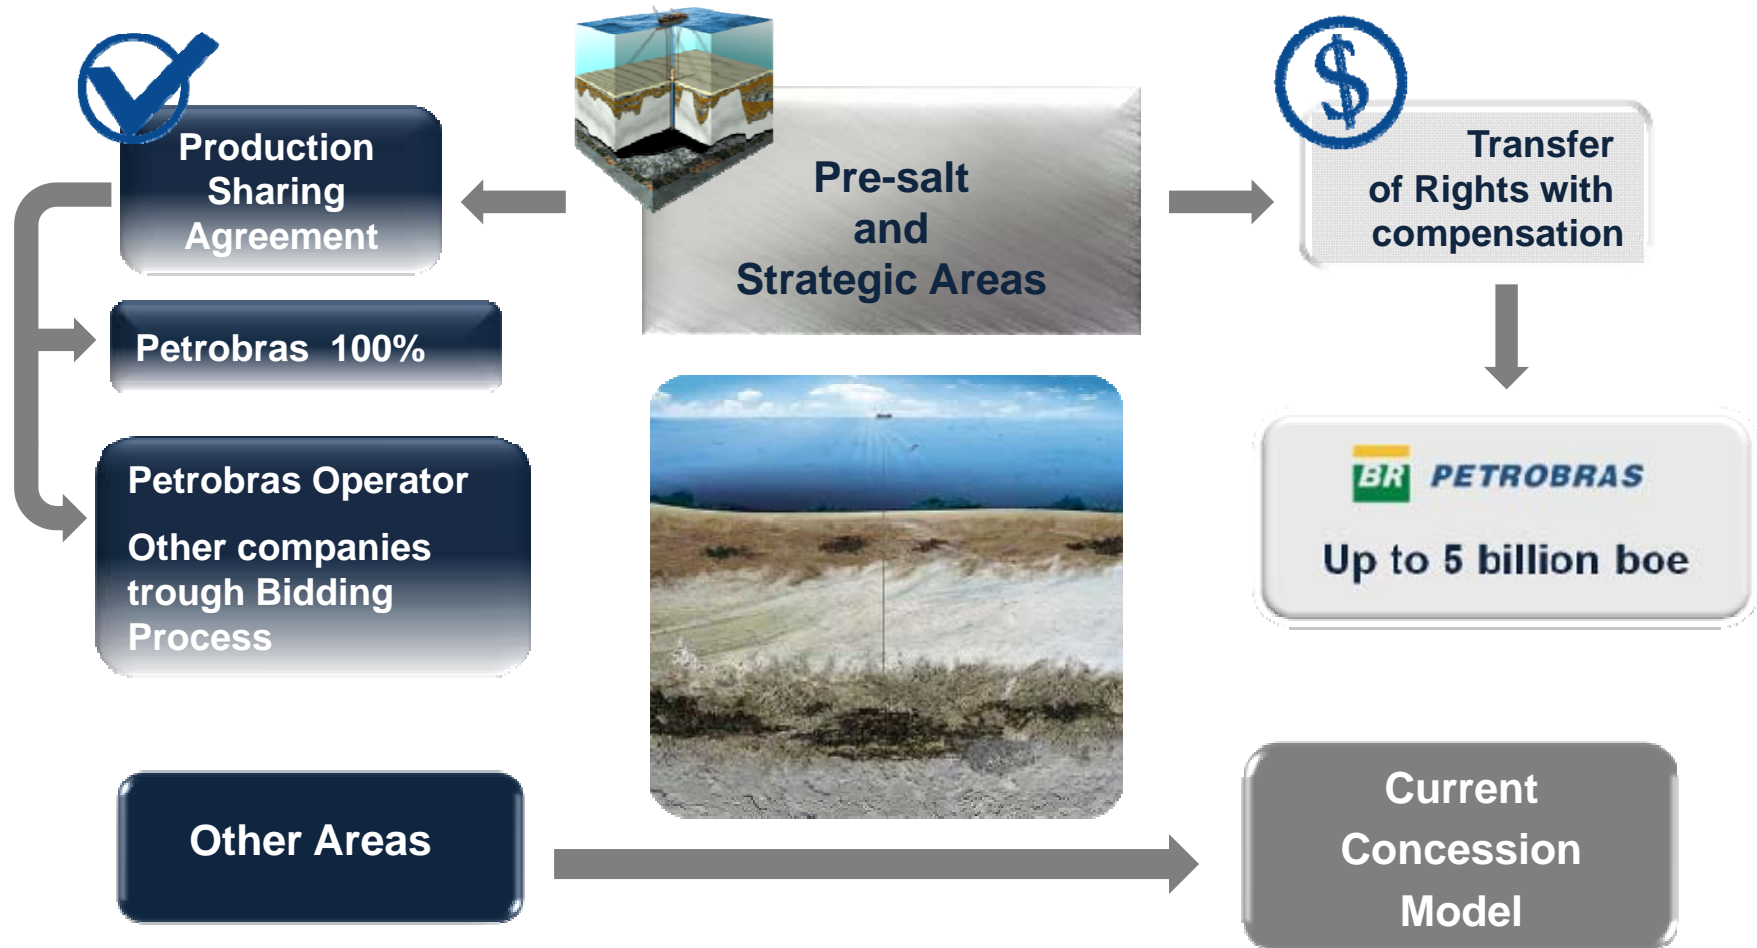 Production
Sharing
Agreement
Petrobras 100%
Petrobras Operator
Other companies
trough Bidding
Process
Pre-salt
and
Strategic Areas
$
Transfer
of Rights with
compensation
BR PETROBRAS
Up to 5 billion boe
Other Areas
Current
Concession
Model